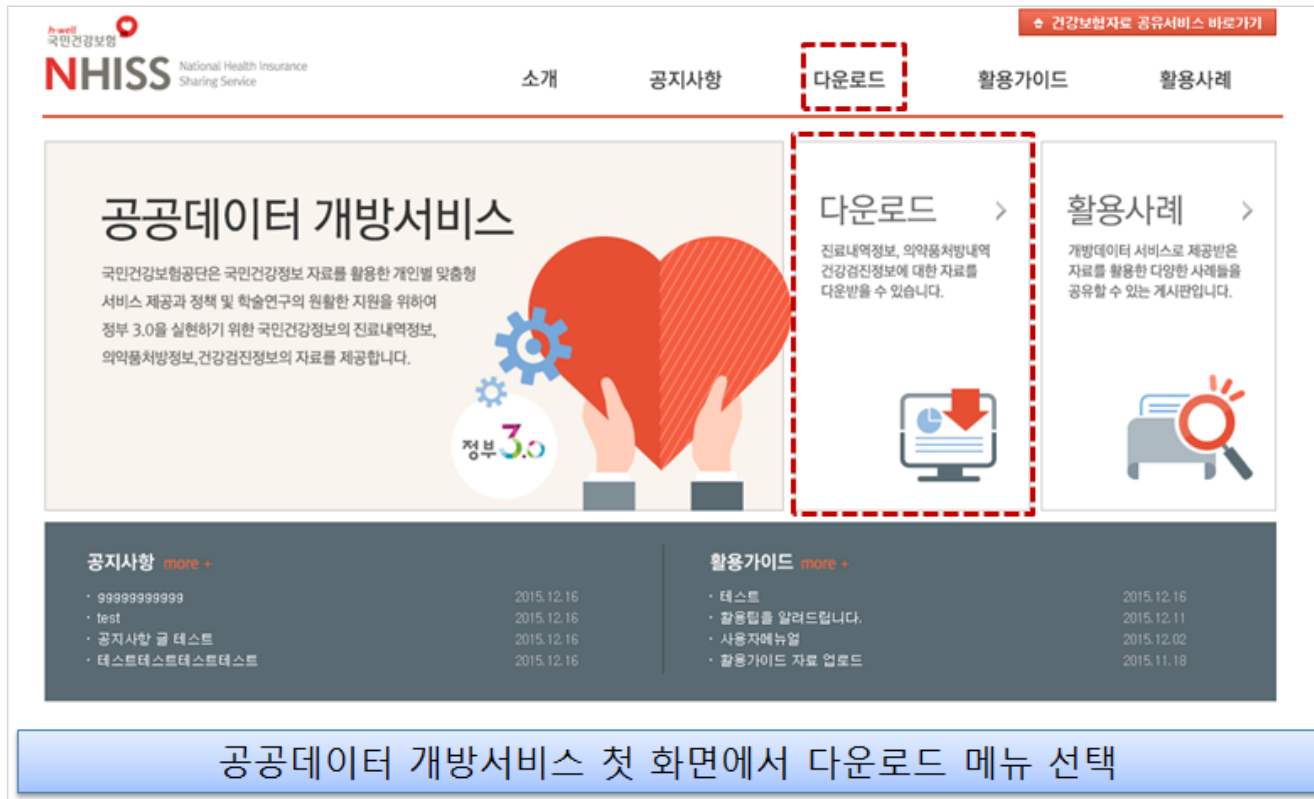 h-well
국민건강보험
NHISS National Health Insurance
Sharing Service
건강보험자료 공유서비스 바로가기
소개 공지사항 다운로드 활용가이드 활용사례
공공데이터 개방서비스
국민건강보험공단은 국민건강정보 자료를 활용한 개인별 맞춤형
서비스 제공과 정책 및 학술연구의 원활한 지원을 위하여
정부 3.0을 실현하기 위한 국민건강정보의 진료내역정보,
의약품처방정보,건강검진정보의 자료를 제공합니다.
정부3.0
다운로드 >
진료내역정보, 의약품처방내역
건강검진정보에 대한 자료를
다운받을 수 있습니다.
활용사례 >
개방데이터 서비스로 제공받은
자료를 활용한 다양한 사례들을
공유할 수 있는 게시판입니다.
공지사항 more +
· 99999999999 2015.12.16
· test 2015.12.16
· 공지사항 글 테스트 2015.12.16
· 테스트테스트테스트테스트 2015.12.16
활용가이드 more +
· 테스트 2015.12.16
· 활용팁을 알려드립니다. 2015.12.11
· 사용자메뉴얼 2015.12.02
· 활용가이드 자료 업로드 2015.11.18
공공데이터 개방서비스 첫 화면에서 다운로드 메뉴 선택